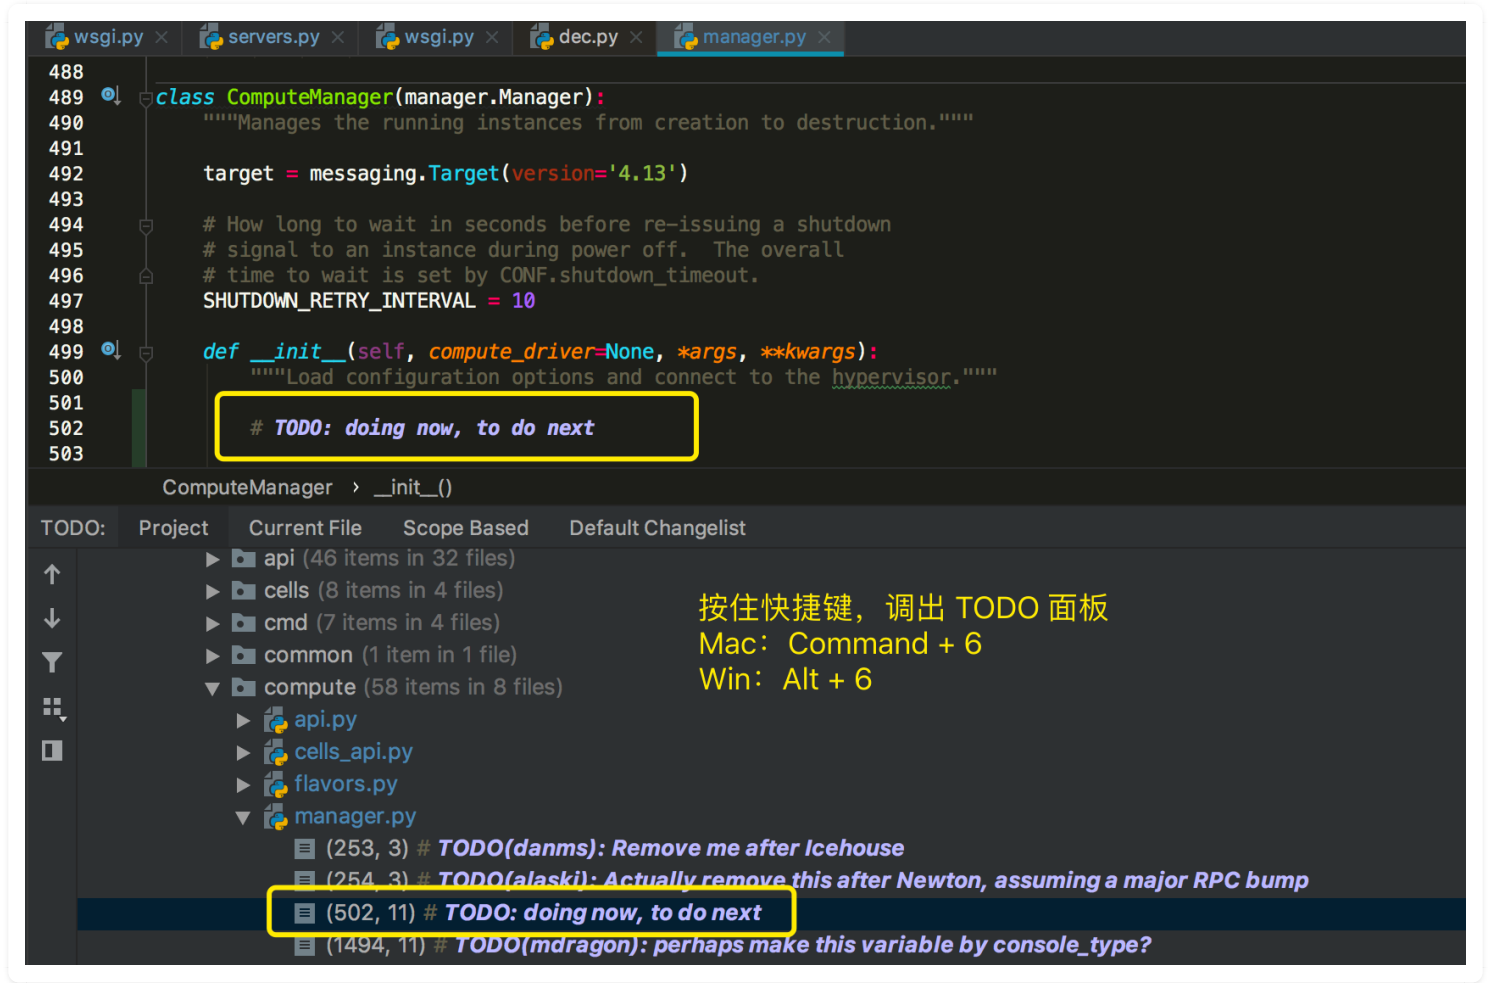 wsgi.py servers.py wsgi.py dec.py manager.py
488
489 class ComputeManager(manager.Manager):
490 """Manages the running instances from creation to destruction."""
491
492 target = messaging.Target(version='4.13')
493
494 # How long to wait in seconds before re-issuing a shutdown
495 # signal to an instance during power off.  The overall
496 # time to wait is set by CONF.shutdown_timeout.
497 SHUTDOWN_RETRY_INTERVAL = 10
498
499 def __init__(self, compute_driver=None, *args, **kwargs):
500 """Load configuration options and connect to the hypervisor."""
501
502 # TODO: doing now, to do next
503
ComputeManager › __init__()
TODO: Project Current File Scope Based Default Changelist
api (46 items in 32 files)
cells (8 items in 4 files)
cmd (7 items in 4 files)
common (1 item in 1 file)
compute (58 items in 8 files)
按住快捷键，调出 TODO 面板
Mac：Command + 6
Win：Alt + 6
api.py
cells_api.py
flavors.py
manager.py
(253, 3) # TODO(danms): Remove me after Icehouse
(254, 3) # TODO(alaski): Actually remove this after Newton, assuming a major RPC bump
(502, 11) # TODO: doing now, to do next
(1494, 11) # TODO(mdragon): perhaps make this variable by console_type?